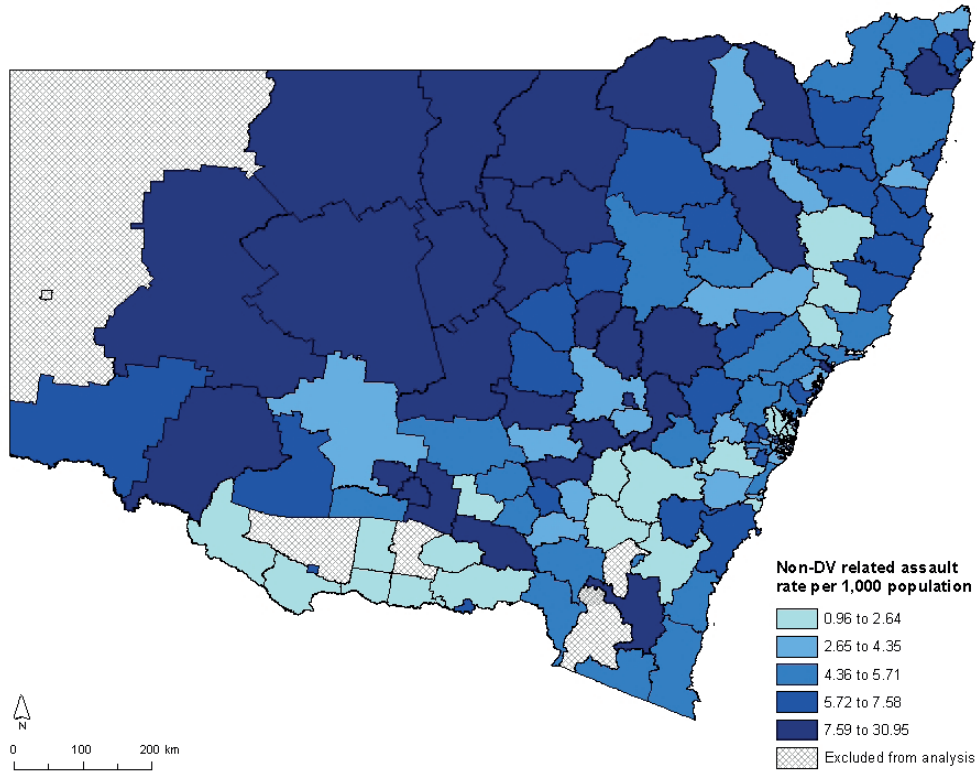 Non-DV related assault
rate per 1,000 population
0.96 to 2.64
2.65 to 4.35
4.36 to 5.71
5.72 to 7.58
7.59 to 30.95
Excluded from analysis
N
0 100 200 km